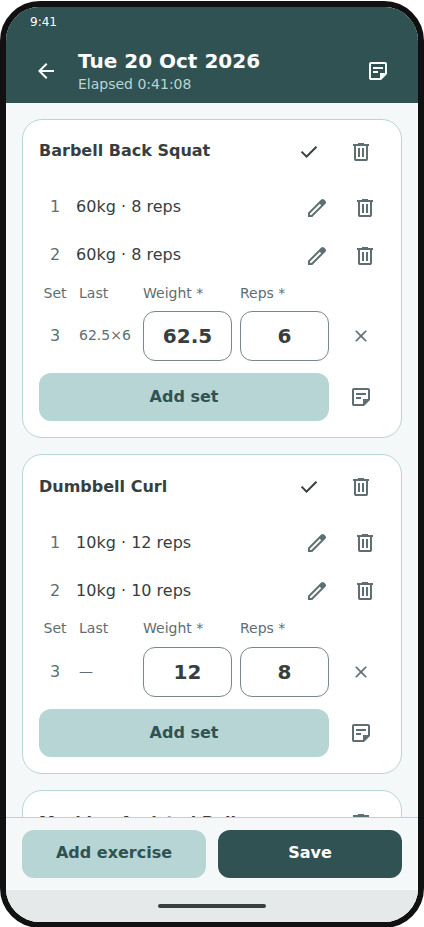 9:41
Tue 20 Oct 2026
Elapsed 0:41:08
Barbell Back Squat
1 60kg · 8 reps
2 60kg · 8 reps
Set Last Weight * Reps *
3 62.5×6 62.5 6
Add set
Dumbbell Curl
1 10kg · 12 reps
2 10kg · 10 reps
Set Last Weight * Reps *
3 — 12 8
Add set
Add exercise Save